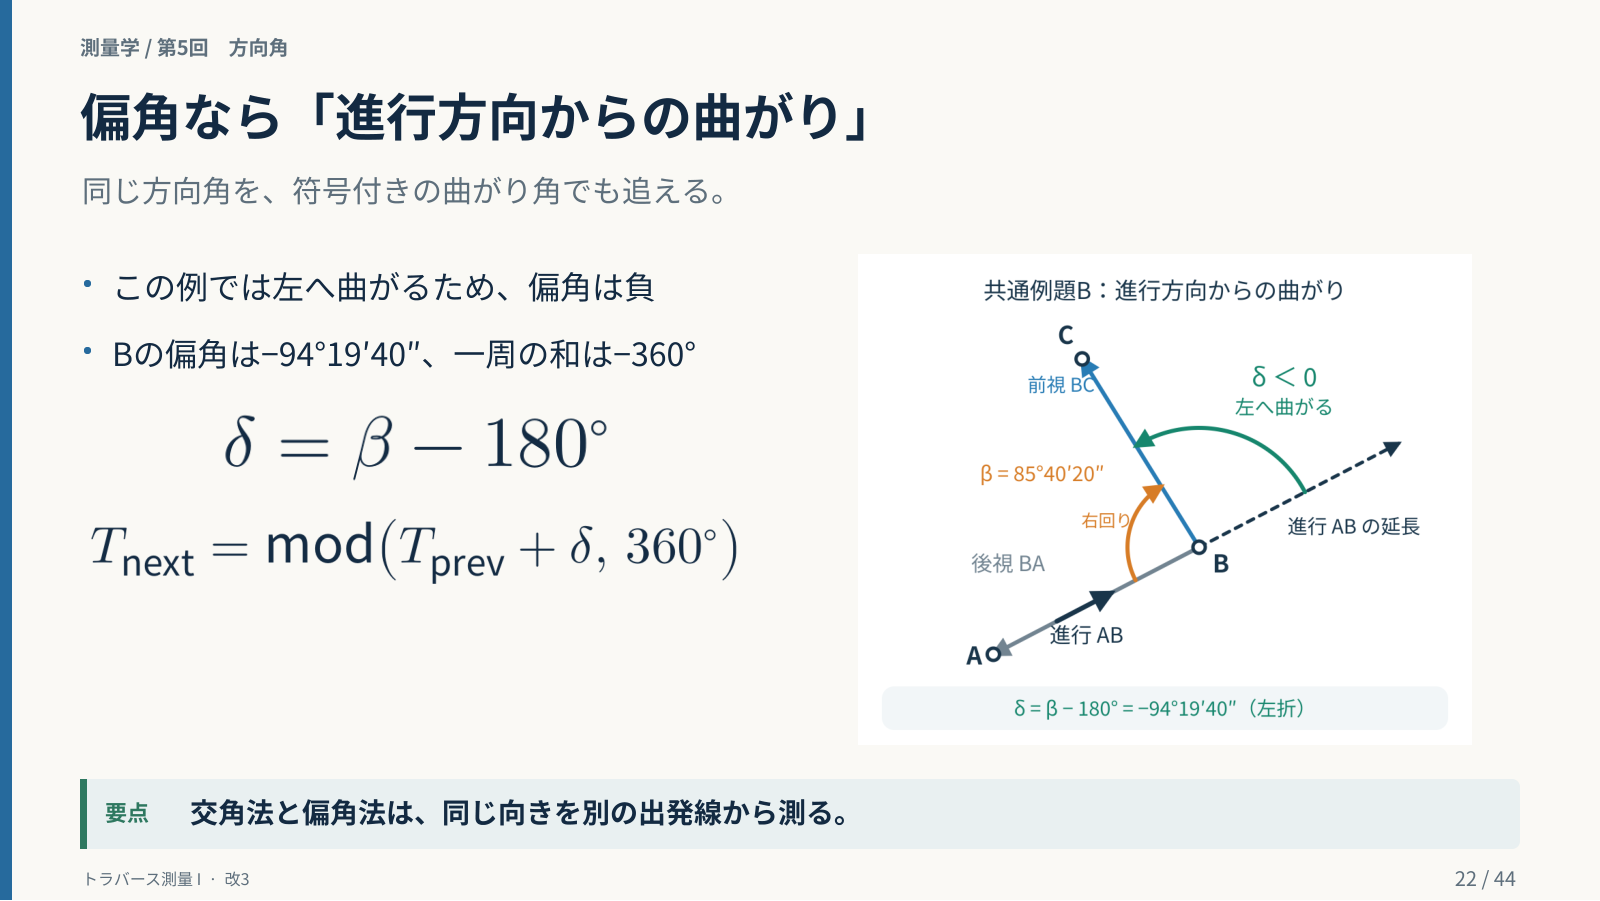 測量学 / 第5回　方向角
偏角なら「進行方向からの曲がり」
同じ方向角を、符号付きの曲がり角でも追える。
• この例では左へ曲がるため、偏角は負
• Bの偏角は−94°19′40″、一周の和は−360°
δ = β − 180°
T_next = mod(T_prev + δ, 360°)
共通例題B：進行方向からの曲がり
C
前視 BC
δ < 0
左へ曲がる
β = 85°40′20″
右回り
進行 AB の延長
後視 BA
B
進行 AB
A
δ = β − 180° = −94°19′40″（左折）
要点　交角法と偏角法は、同じ向きを別の出発線から測る。
トラバース測量 I · 改3
22 / 44